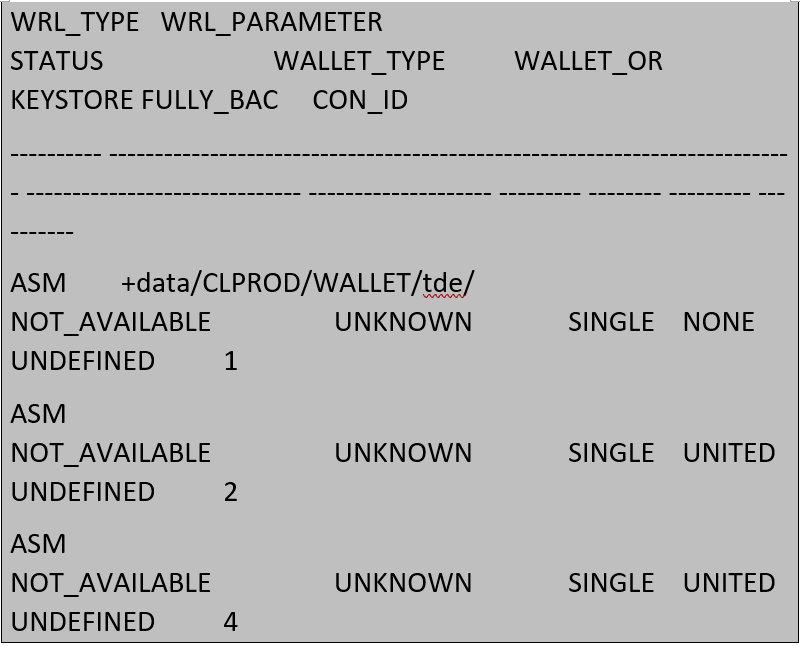 WRL_TYPE WRL_PARAMETER
STATUS WALLET_TYPE WALLET_OR
KEYSTORE FULLY_BAC CON_ID
---------- --------------------------------------------------------------------------
- ------------------------------ -------------------- --------- -------- --------- ---
-------
ASM +data/CLPROD/WALLET/tde/
NOT_AVAILABLE UNKNOWN SINGLE NONE
UNDEFINED 1
ASM
NOT_AVAILABLE UNKNOWN SINGLE UNITED
UNDEFINED 2
ASM
NOT_AVAILABLE UNKNOWN SINGLE UNITED
UNDEFINED 4